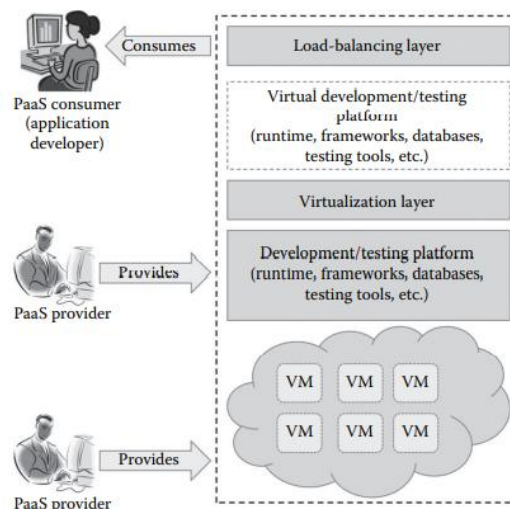 Consumes
Load-balancing layer
PaaS consumer
(application
developer)
Virtual development/testing
platform
(runtime, frameworks, databases,
testing tools, etc.)
Virtualization layer
PaaS provider
Provides
Development/testing platform
(runtime, frameworks, databases,
testing tools, etc.)
VM
VM
VM
VM
VM
VM
PaaS provider
Provides